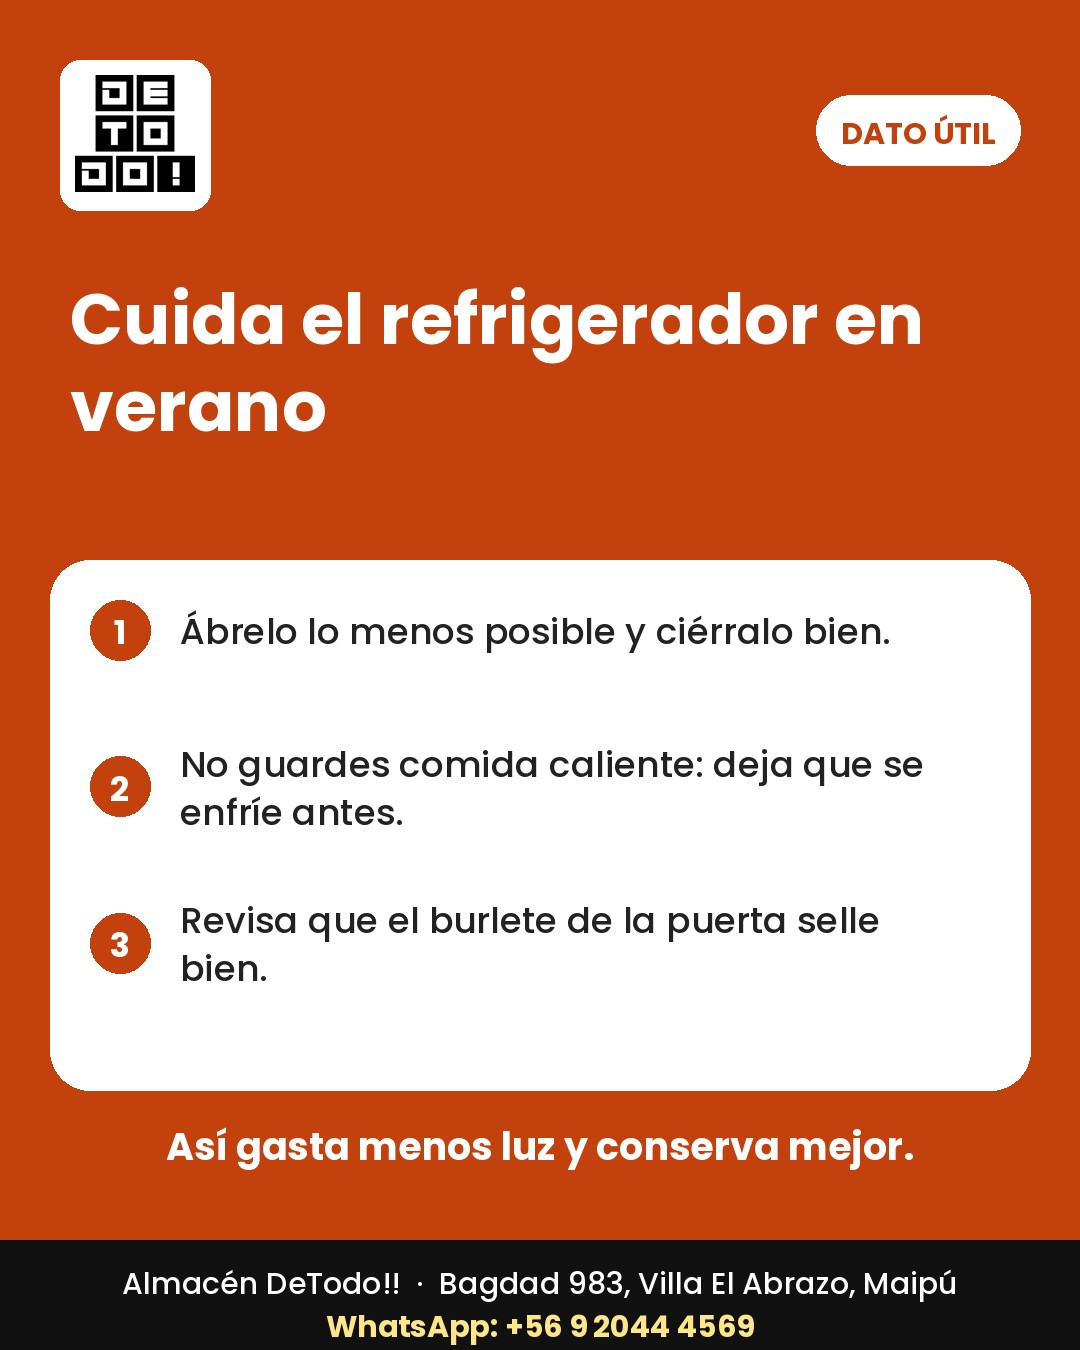 DE
TO
DO!
DATO ÚTIL
Cuida el refrigerador en
verano
1 Ábrelo lo menos posible y ciérralo bien.
2 No guardes comida caliente: deja que se
enfríe antes.
3 Revisa que el burlete de la puerta selle
bien.
Así gasta menos luz y conserva mejor.
Almacén DeTodo!! · Bagdad 983, Villa El Abrazo, Maipú
WhatsApp: +56 9 2044 4569